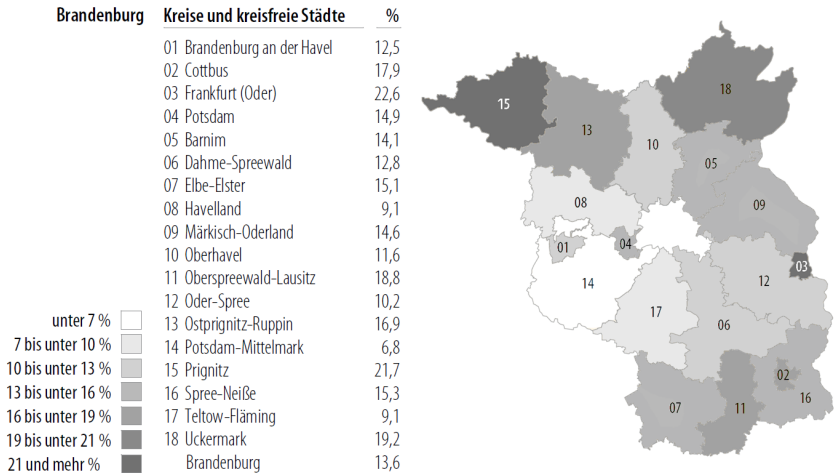 Brandenburg
Kreise und kreisfreie Städte %
01 Brandenburg an der Havel 12,5
02 Cottbus 17,9
03 Frankfurt (Oder) 22,6
04 Potsdam 14,9
05 Barnim 14,1
06 Dahme-Spreewald 12,8
07 Elbe-Elster 15,1
08 Havelland 9,1
09 Märkisch-Oderland 14,6
10 Oberhavel 11,6
11 Oberspreewald-Lausitz 18,8
12 Oder-Spree 10,2
13 Ostprignitz-Ruppin 16,9
14 Potsdam-Mittelmark 6,8
15 Prignitz 21,7
16 Spree-Neiße 15,3
17 Teltow-Fläming 9,1
18 Uckermark 19,2
Brandenburg 13,6
unter 7 %
7 bis unter 10 %
10 bis unter 13 %
13 bis unter 16 %
16 bis unter 19 %
19 bis unter 21 %
21 und mehr %
18
15
13
10
05
08
09
01
04
03
14
12
17
06
02
16
07
11